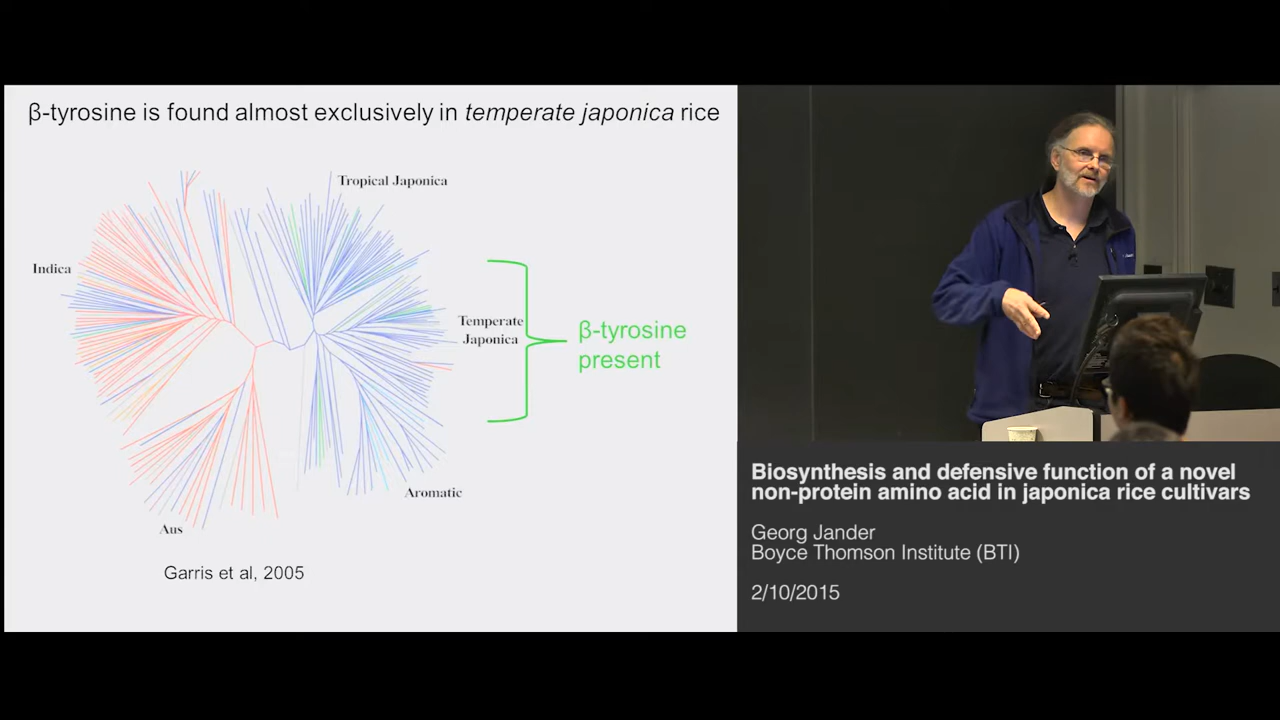 β-tyrosine is found almost exclusively in temperate japonica rice
Tropical Japonica
Indica
Temperate
Japonica
β-tyrosine
present
Aromatic
Aus
Garris et al, 2005
Biosynthesis and defensive function of a novel
non-protein amino acid in japonica rice cultivars
Georg Jander
Boyce Thomson Institute (BTI)
2/10/2015